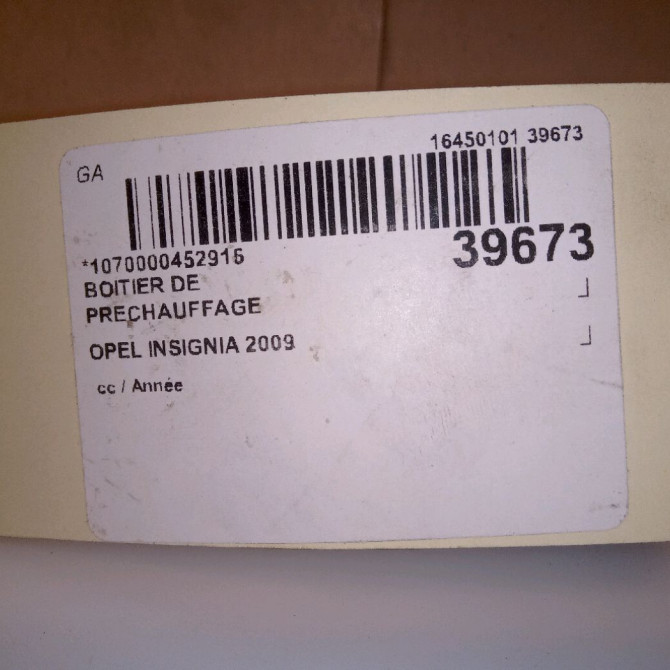 16450101 39673
GA
*1070000452916
39673
BOITIER DE
PRECHAUFFAGE
OPEL INSIGNIA 2009
cc / Année